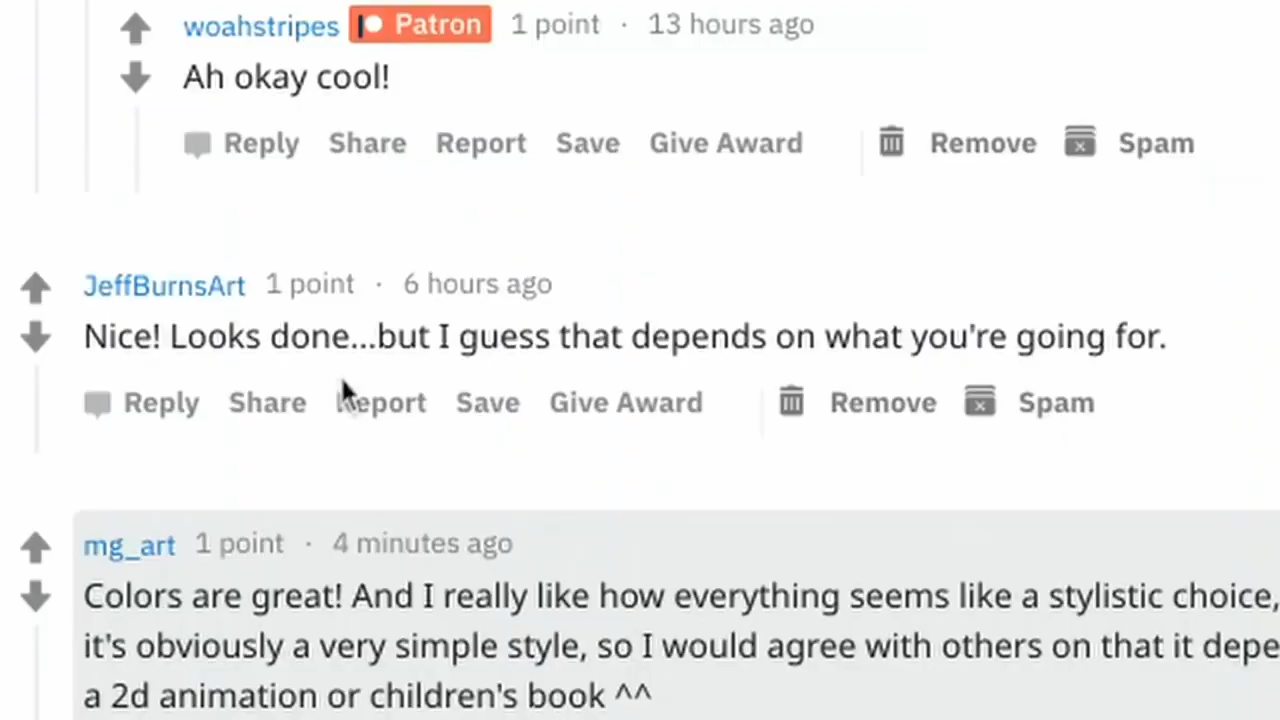 woahstripes Patron 1 point · 13 hours ago
Ah okay cool!
Reply Share Report Save Give Award Remove Spam
JeffBurnsArt 1 point · 6 hours ago
Nice! Looks done...but I guess that depends on what you're going for.
Reply Share Report Save Give Award Remove Spam
mg_art 1 point · 4 minutes ago
Colors are great! And I really like how everything seems like a stylistic choice,
it's obviously a very simple style, so I would agree with others on that it depe
a 2d animation or children's book ^^